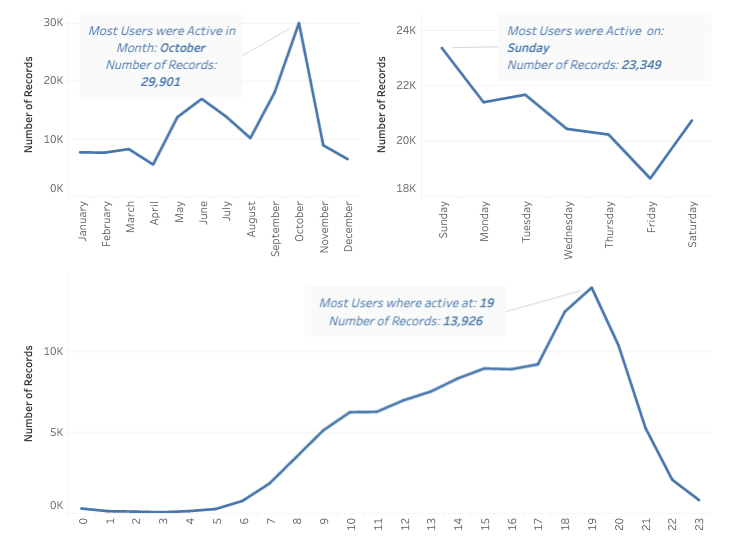 Number of Records
30K
20K
10K
0K
Most Users were Active in
Month: October
Number of Records:
29,901
January
February
March
April
May
June
July
August
September
October
November
December
Number of Records
24K
22K
20K
18K
Most Users were Active on:
Sunday
Number of Records: 23,349
Sunday
Monday
Tuesday
Wednesday
Thursday
Friday
Saturday
Number of Records
10K
5K
0K
Most Users where active at: 19
Number of Records: 13,926
0
1
2
3
4
5
6
7
8
9
10
11
12
13
14
15
16
17
18
19
20
21
22
23